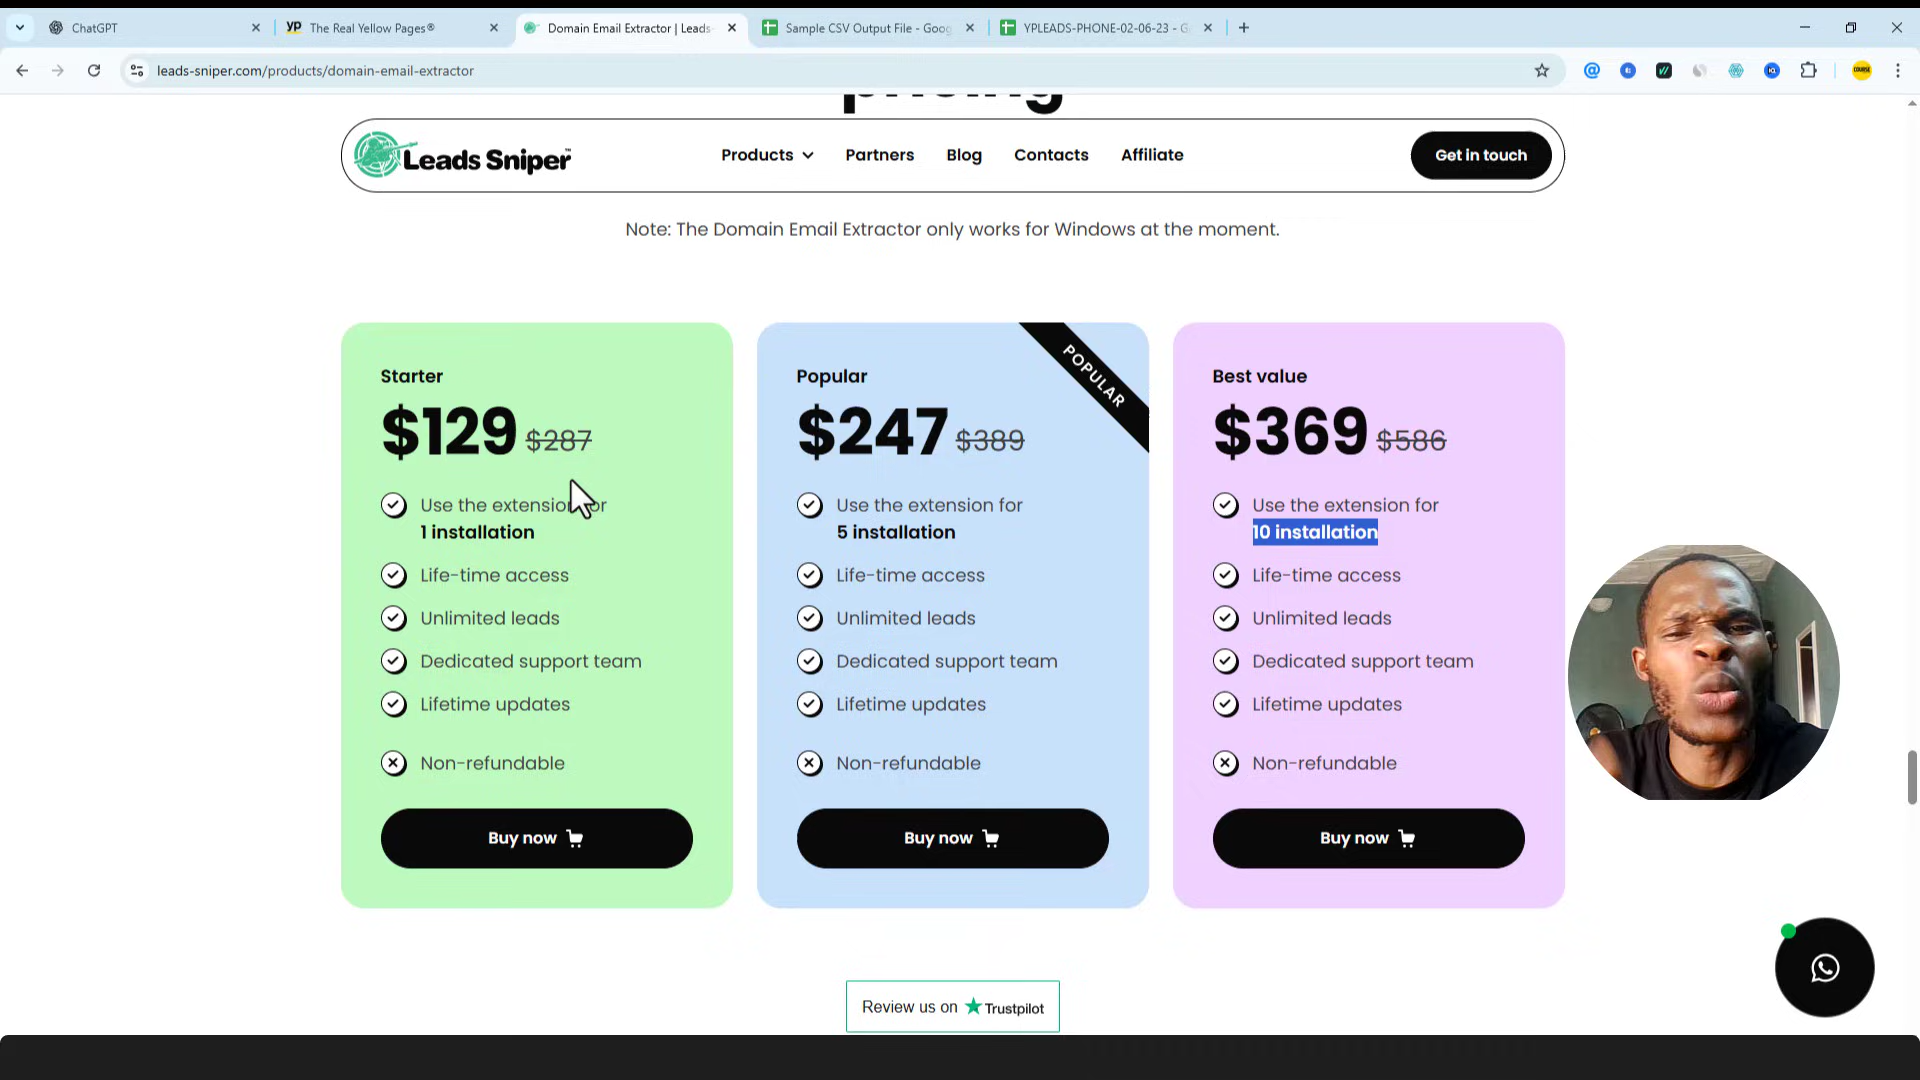 ChatGPT
The Real Yellow Pages®
Domain Email Extractor | Leads-
Sample CSV Output File - Goog
YPLEADS-PHONE-02-06-23 - G
leads-sniper.com/products/domain-email-extractor
pricing
Leads Sniper™
Products
Partners
Blog
Contacts
Affiliate
Get in touch
Note: The Domain Email Extractor only works for Windows at the moment.
Starter
$129 $287
Use the extension for
1 installation
Life-time access
Unlimited leads
Dedicated support team
Lifetime updates
Non-refundable
Buy now
POPULAR
Popular
$247 $389
Use the extension for
5 installation
Life-time access
Unlimited leads
Dedicated support team
Lifetime updates
Non-refundable
Buy now
Best value
$369 $586
Use the extension for
10 installation
Life-time access
Unlimited leads
Dedicated support team
Lifetime updates
Non-refundable
Buy now
Review us on Trustpilot